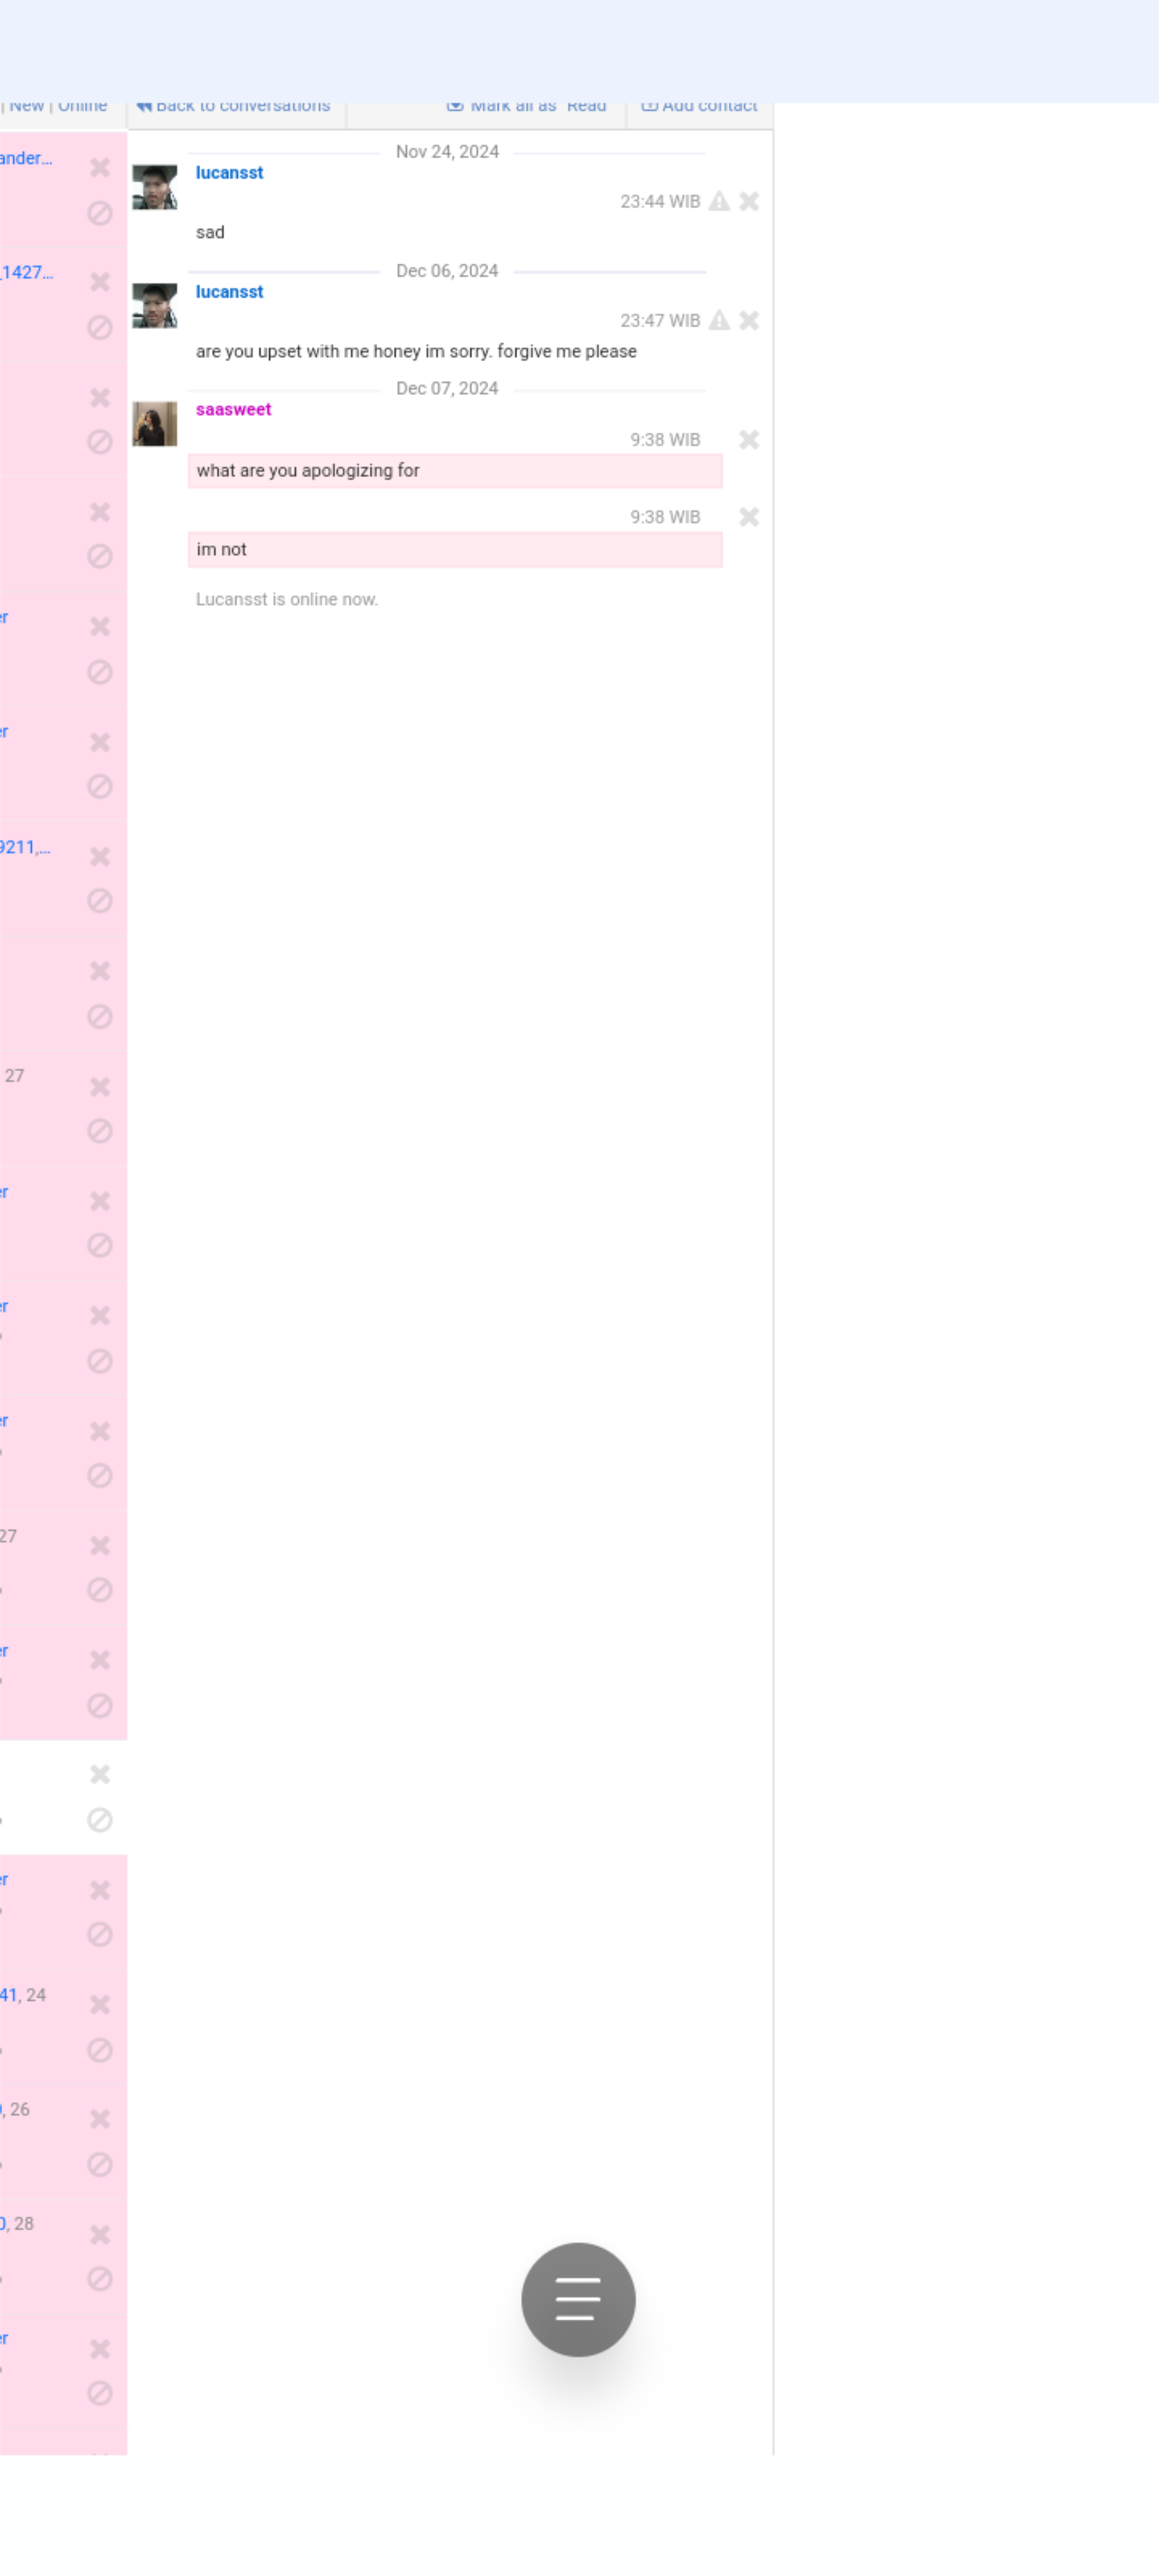 | New | Online
Back to conversations
Mark all as Read
Add contact
ander...
_1427...
er
er
9211,...
27
er
er
er
27
er
er
41, 24
, 26
0, 28
er
Nov 24, 2024
lucansst
23:44 WIB
sad
Dec 06, 2024
lucansst
23:47 WIB
are you upset with me honey im sorry. forgive me please
Dec 07, 2024
saasweet
9:38 WIB
what are you apologizing for
9:38 WIB
im not
Lucansst is online now.